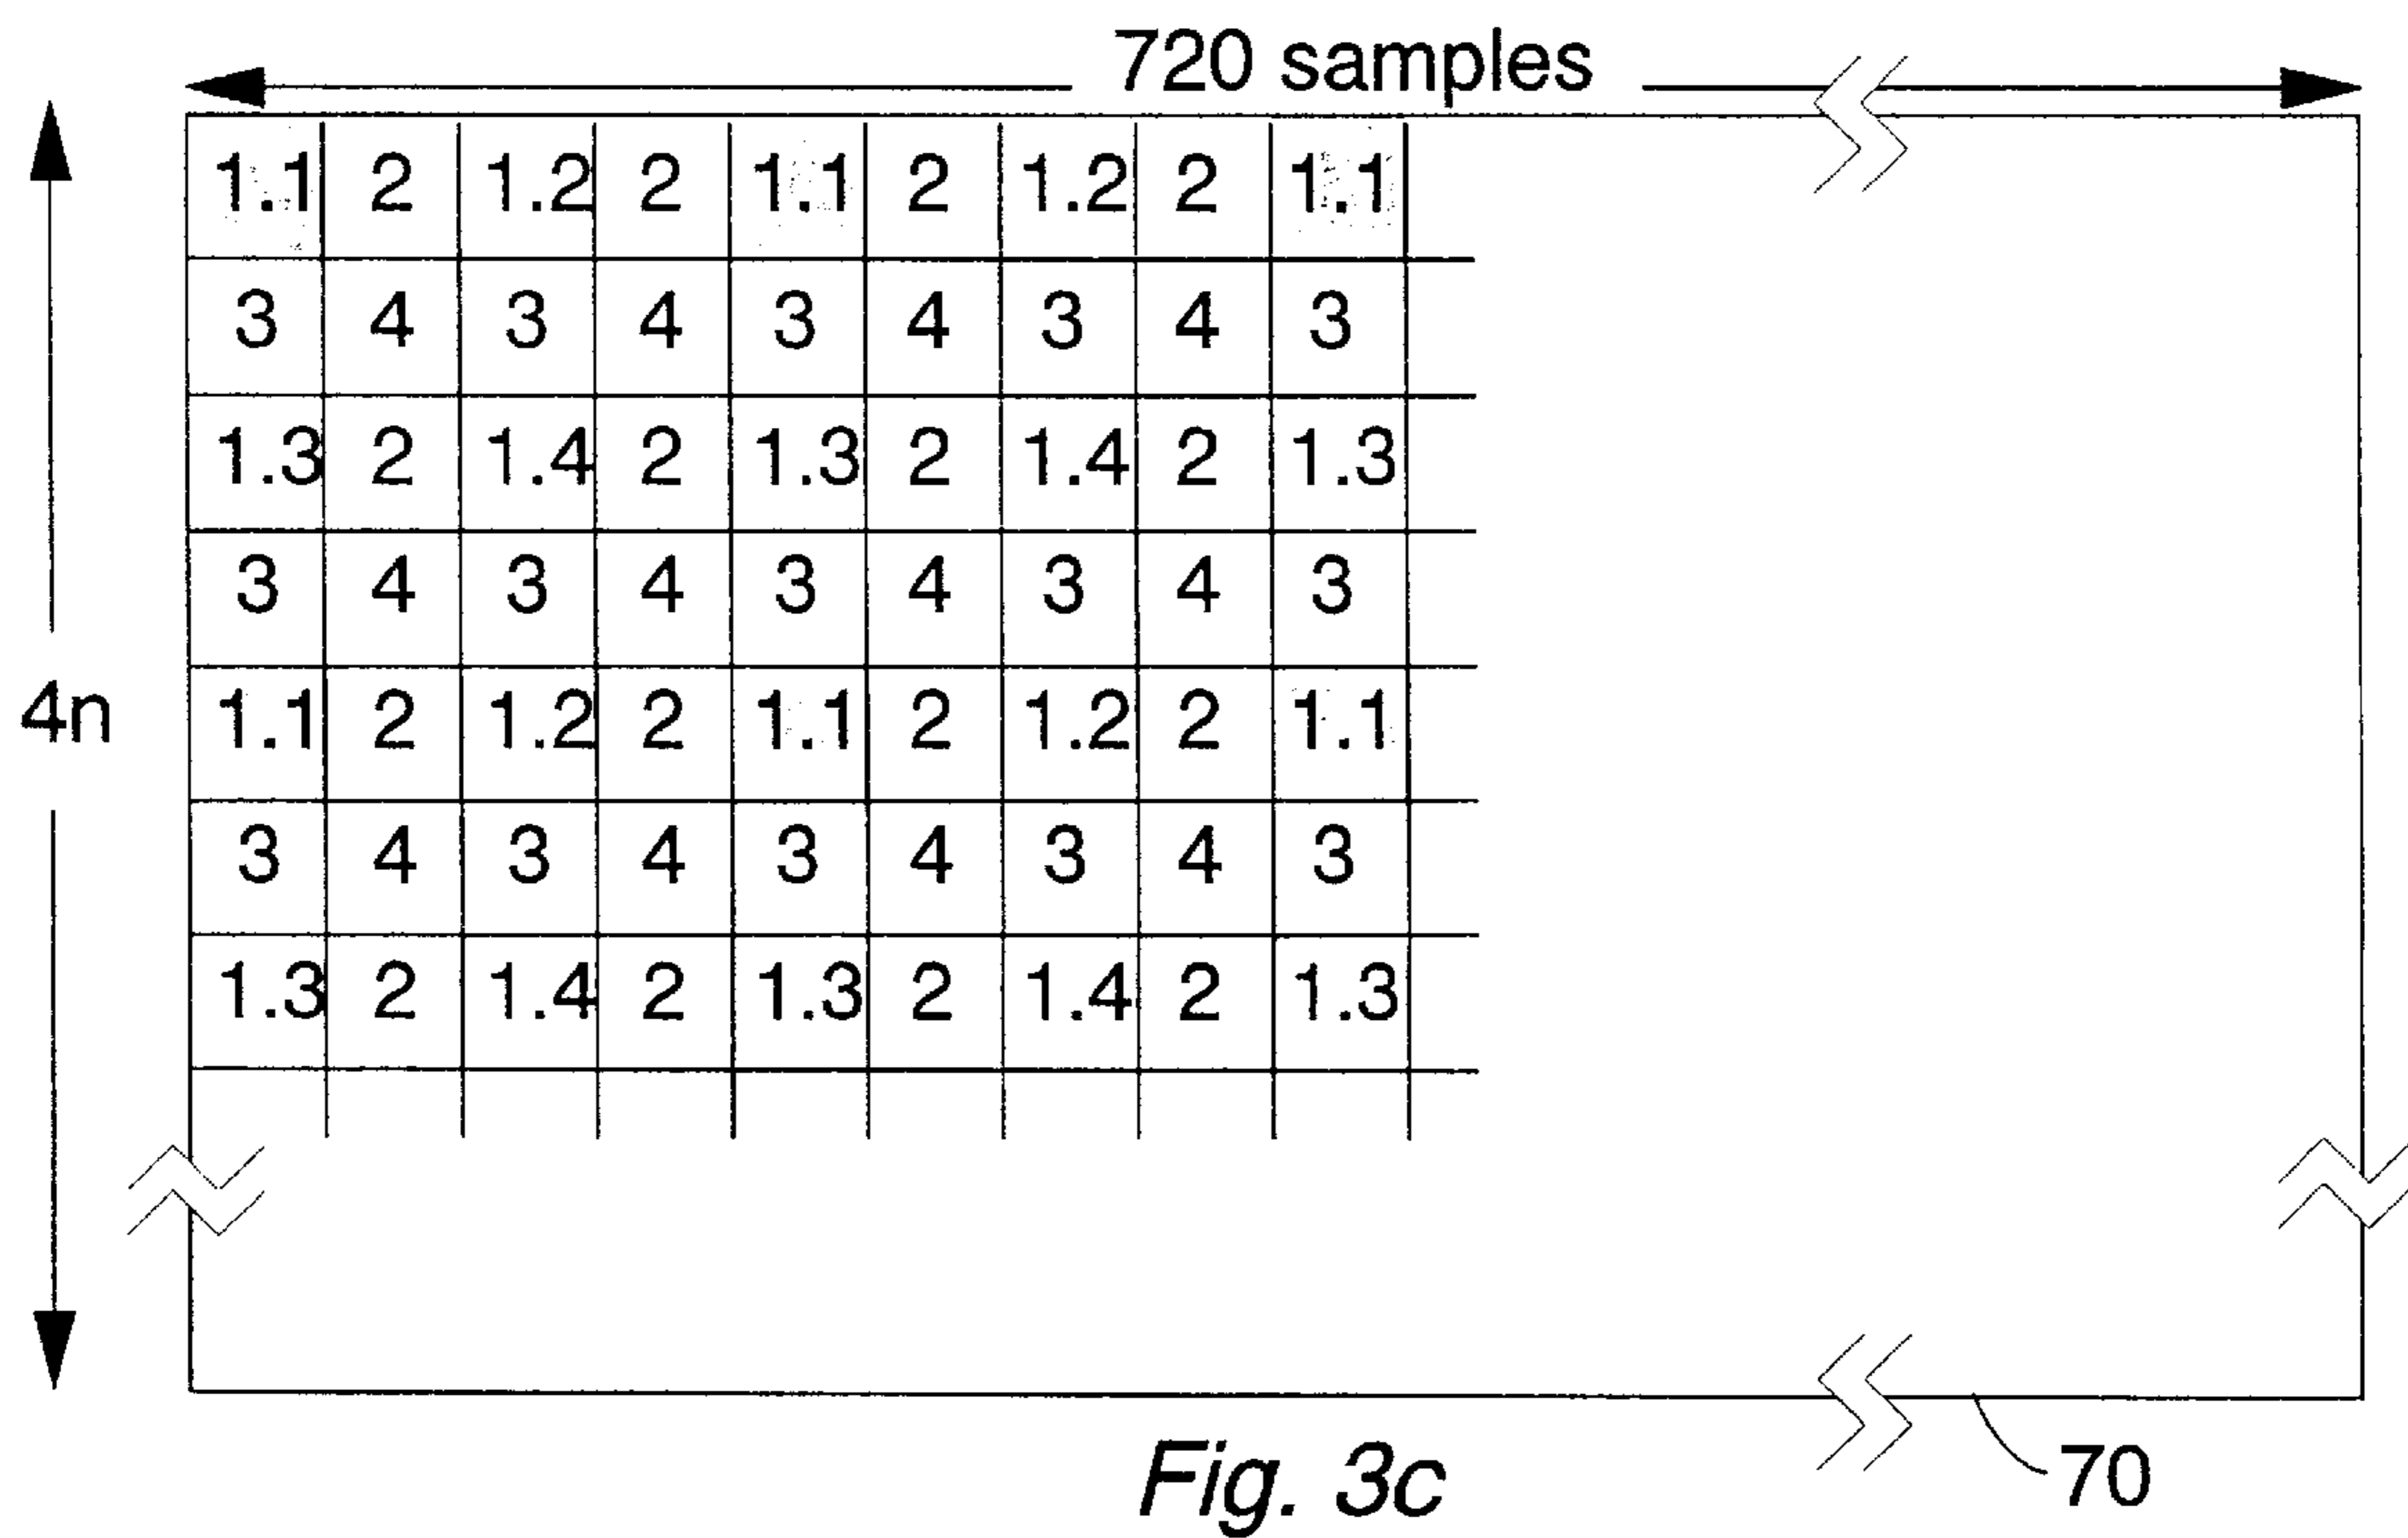 720 samples
1.1 2 1.2 2 1.1 2 1.2 2 1.1
3 4 3 4 3 4 3 4 3
1.3 2 1.4 2 1.3 2 1.4 2 1.3
3 4 3 4 3 4 3 4 3
4n
1.1 2 1.2 2 1.1 2 1.2 2 1.1
3 4 3 4 3 4 3 4 3
1.3 2 1.4 2 1.3 2 1.4 2 1.3
70
Fig. 3c